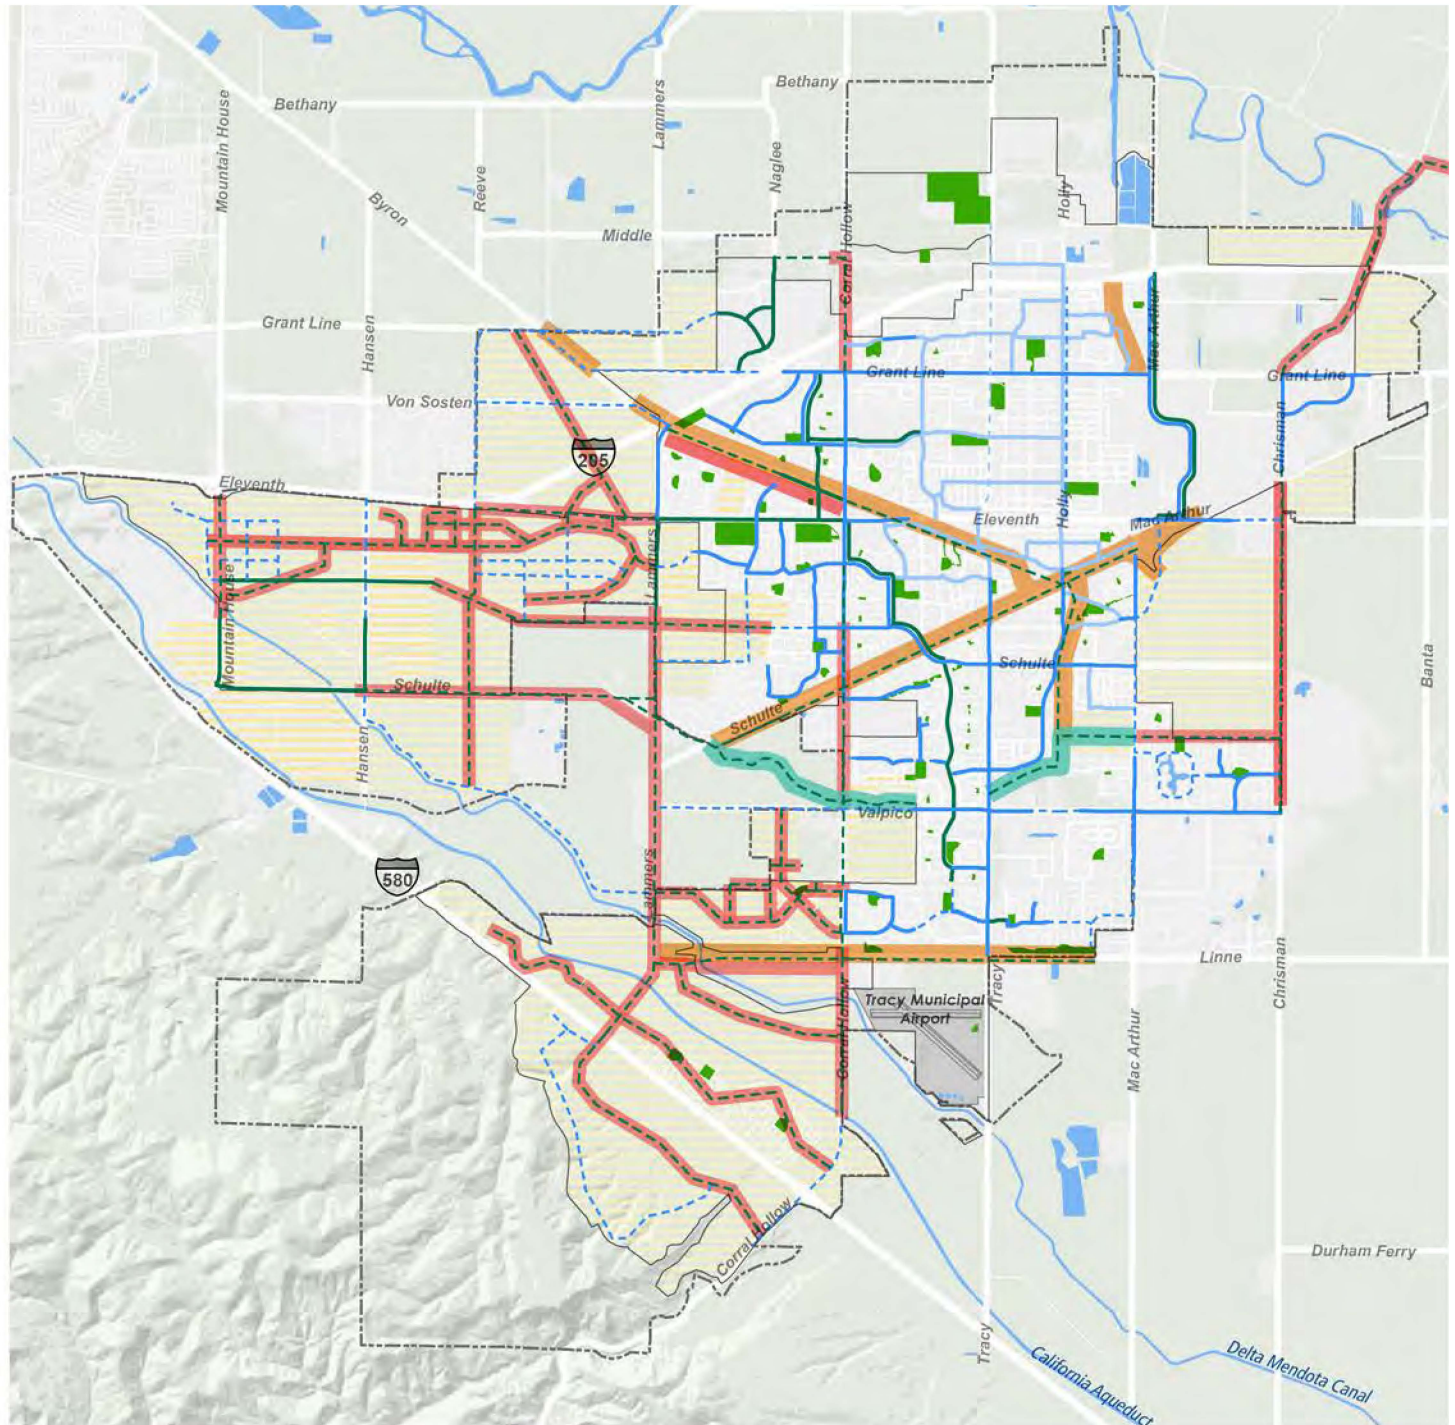 Bethany
Bethany
Mountain House
Lammers
Naglee
Reeve
Byron
Holly
Middle
Corral Hollow
Mac Arthur
Grant Line
Hansen
Grant Line
Grant Line
Von Sosten
205
Chrisman
Eleventh
Eleventh
Holly
Mac Arthur
Lammers
Mountain House
Schulte
Banta
Schulte
Schulte
Hansen
Valpico
580
Lammers
Linne
Chrisman
Tracy
Tracy Municipal
Airport
Corral Hollow
Mac Arthur
Corral Hollow
Durham Ferry
Tracy
California Aqueduct
Delta Mendota Canal